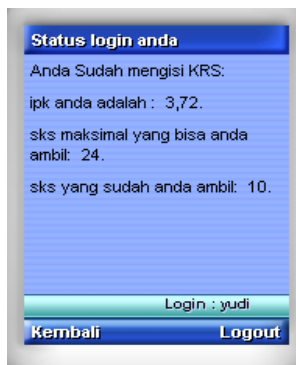 Status login anda
Anda Sudah mengisi KRS:
ipk anda adalah : 3,72.
sks maksimal yang bisa anda
ambil: 24.
sks yang sudah anda ambil: 10.
Login : yudi
Kembali Logout